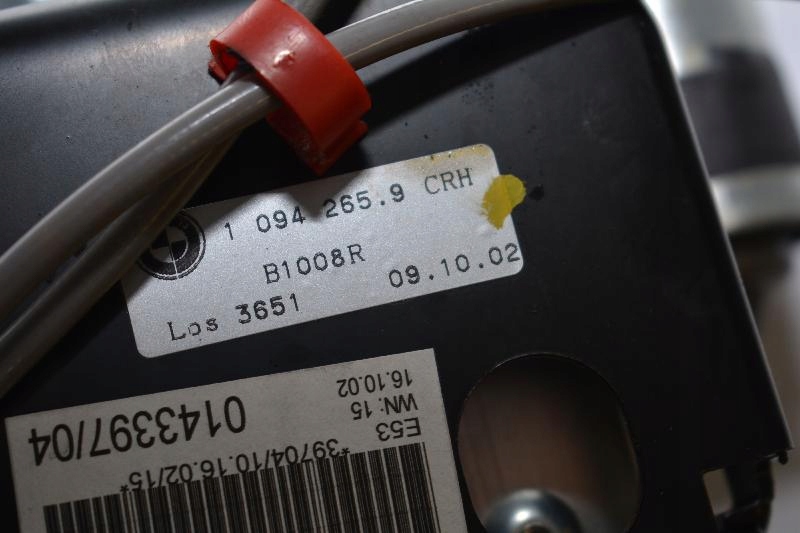 1 094 265.9 CRH
B1008R
Los 3651 09.10.02
E53
WN: 15
16.10.02
0143397/04
*39704/10.16.02/15*